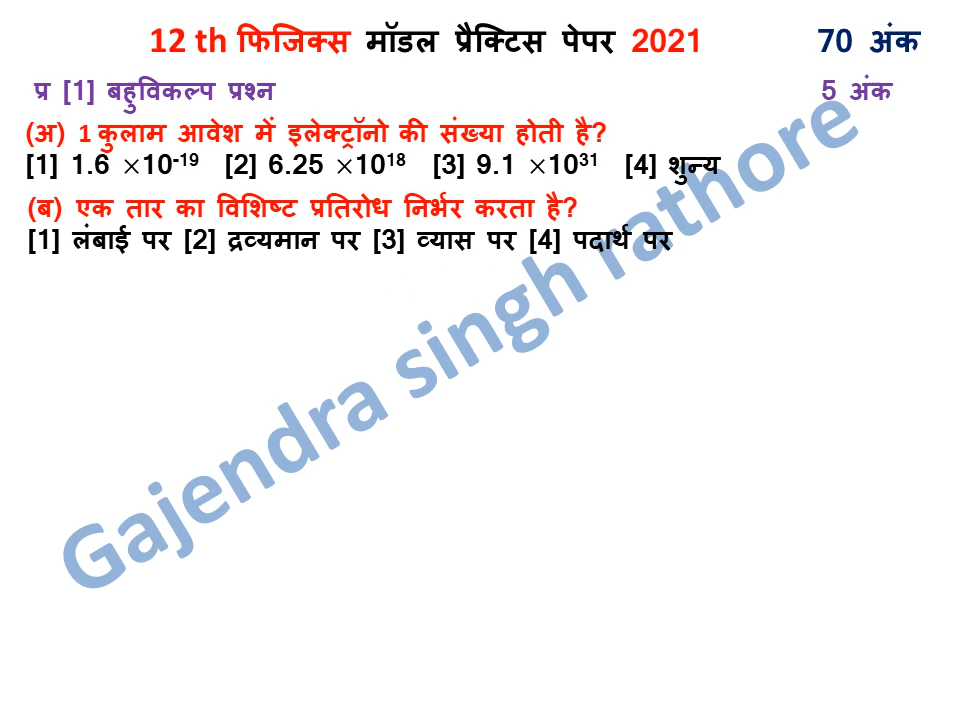 12 th फिजिक्स मॉडल प्रैक्टिस पेपर 2021 70 अंक
प्र [1] बहुविकल्प प्रश्न 5 अंक
(अ) 1 कुलाम आवेश में इलेक्ट्रॉनो की संख्या होती है?
[1] 1.6 ×10⁻¹⁹ [2] 6.25 ×10¹⁸ [3] 9.1 ×10³¹ [4] शुन्य
(ब) एक तार का विशिष्ट प्रतिरोध निर्भर करता है?
[1] लंबाई पर [2] द्रव्यमान पर [3] व्यास पर [4] पदार्थ पर
Gajendra singh rathore